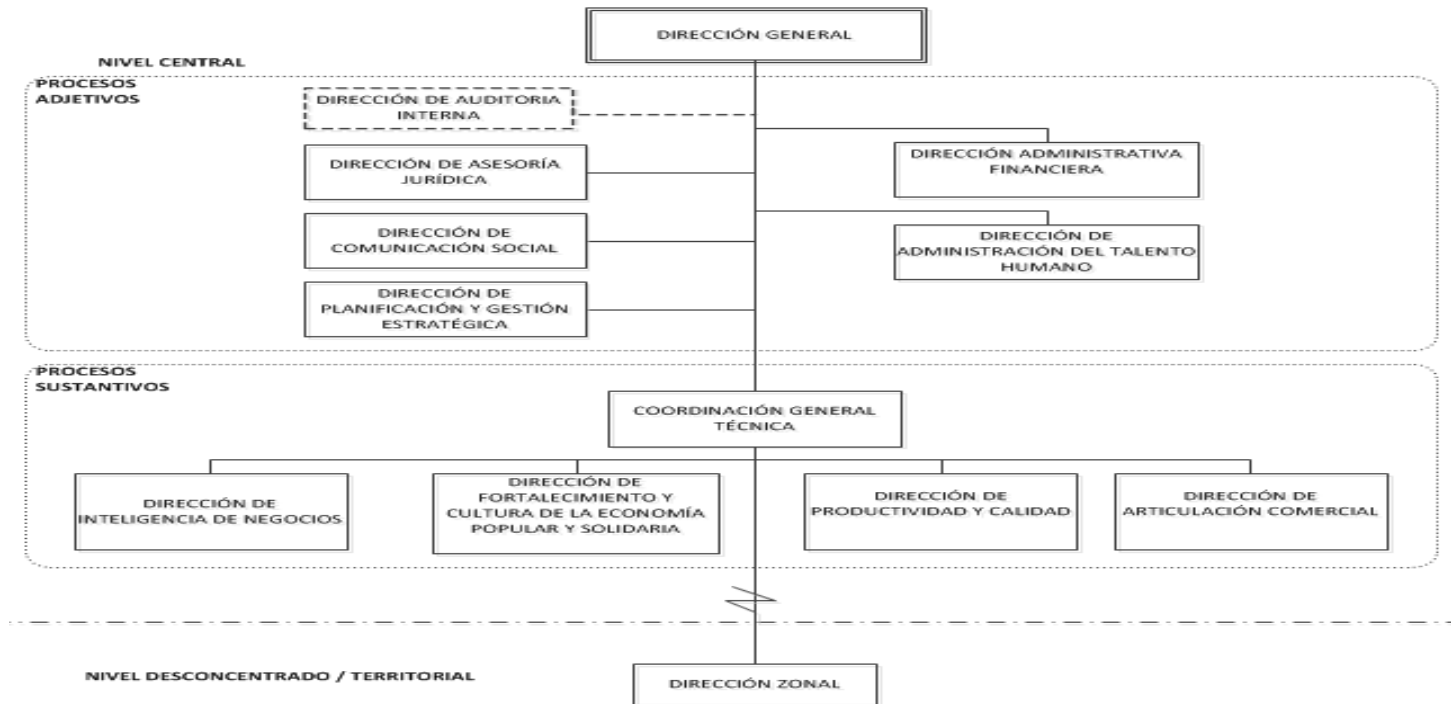 DIRECCIÓN GENERAL
NIVEL CENTRAL
PROCESOS
ADJETIVOS
DIRECCIÓN DE AUDITORIA
INTERNA
DIRECCIÓN ADMINISTRATIVA
FINANCIERA
DIRECCIÓN DE ASESORÍA
JURÍDICA
DIRECCIÓN DE
COMUNICACIÓN SOCIAL
DIRECCIÓN DE
ADMINISTRACIÓN DEL TALENTO
HUMANO
DIRECCIÓN DE
PLANIFICACIÓN Y GESTIÓN
ESTRATÉGICA
PROCESOS
SUSTANTIVOS
COORDINACIÓN GENERAL
TÉCNICA
DIRECCIÓN DE
INTELIGENCIA DE NEGOCIOS
DIRECCIÓN DE
FORTALECIMIENTO Y
CULTURA DE LA ECONOMÍA
POPULAR Y SOLIDARIA
DIRECCIÓN DE
PRODUCTIVIDAD Y CALIDAD
DIRECCIÓN DE
ARTICULACIÓN COMERCIAL
NIVEL DESCONCENTRADO / TERRITORIAL
DIRECCIÓN ZONAL